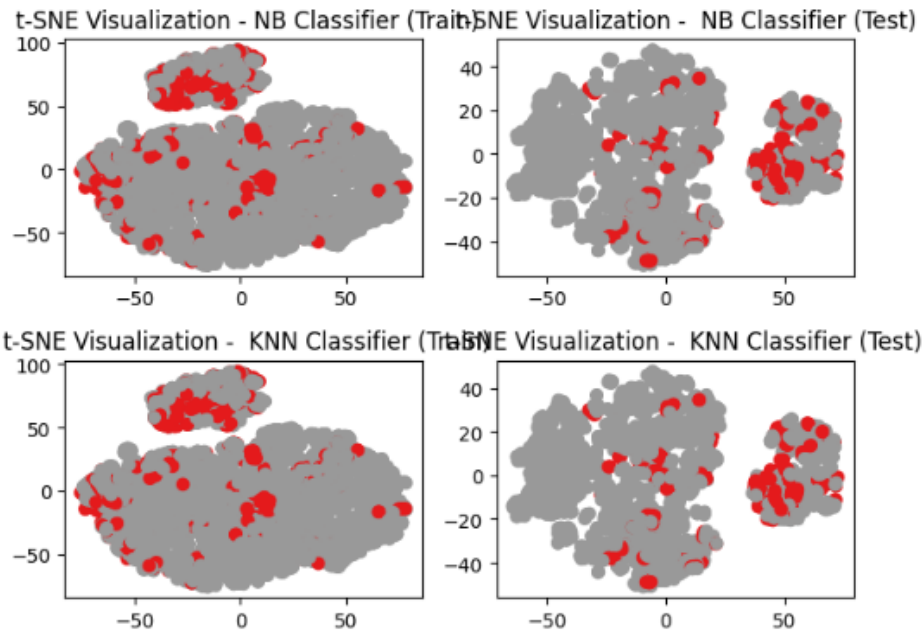 t-SNE Visualization - NB Classifier (Train)
t-SNE Visualization - NB Classifier (Test)
100
50
0
−50
−50 0 50
40
20
0
−20
−40
−50 0 50
t-SNE Visualization - KNN Classifier (Train)
t-SNE Visualization - KNN Classifier (Test)
100
50
0
−50
−50 0 50
40
20
0
−20
−40
−50 0 50